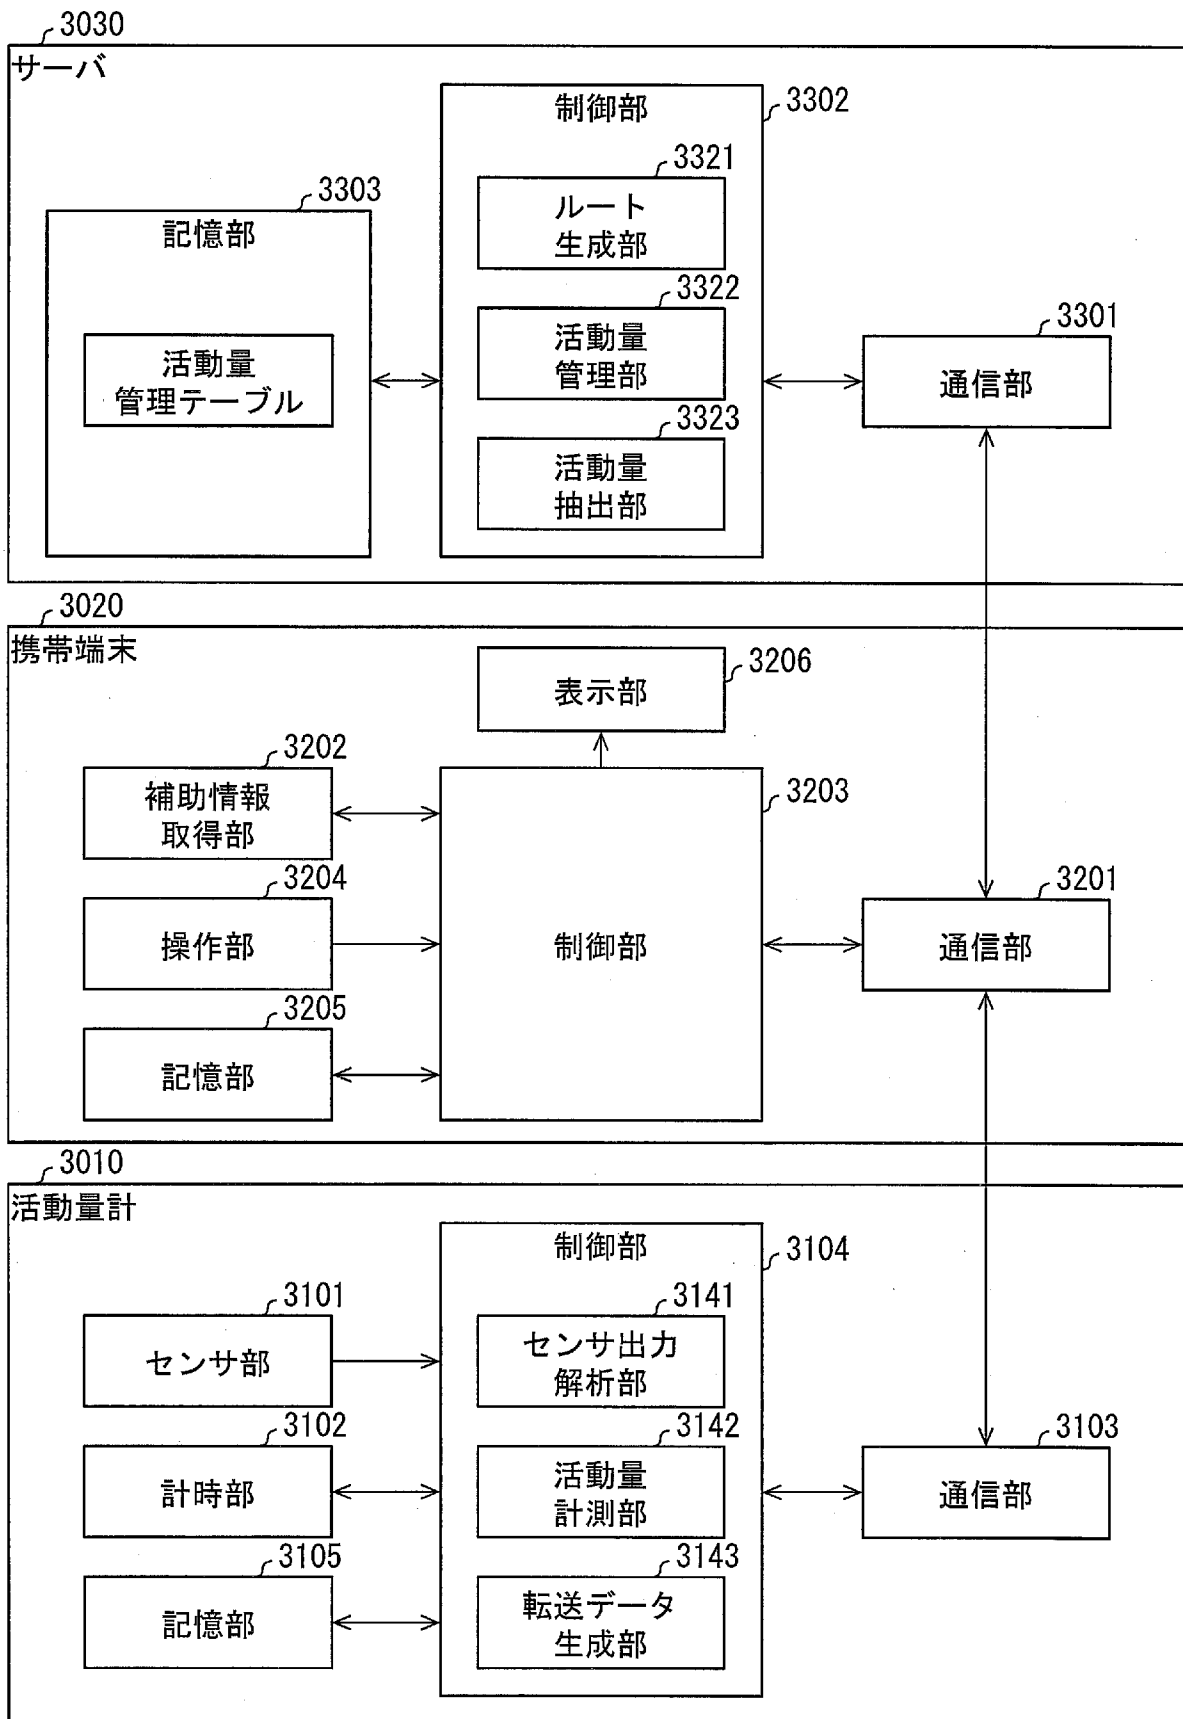 3030
サーバ
制御部
3302
3321
ルート
生成部
3303
記憶部
3322
活動量
管理部
3301
通信部
活動量
管理テーブル
3323
活動量
抽出部
3020
携帯端末
表示部
3206
3202
補助情報
取得部
3203
制御部
3204
操作部
3201
通信部
3205
記憶部
3010
活動量計
制御部
3104
3101
センサ部
3141
センサ出力
解析部
3102
計時部
3142
活動量
計測部
3103
通信部
3105
記憶部
3143
転送データ
生成部